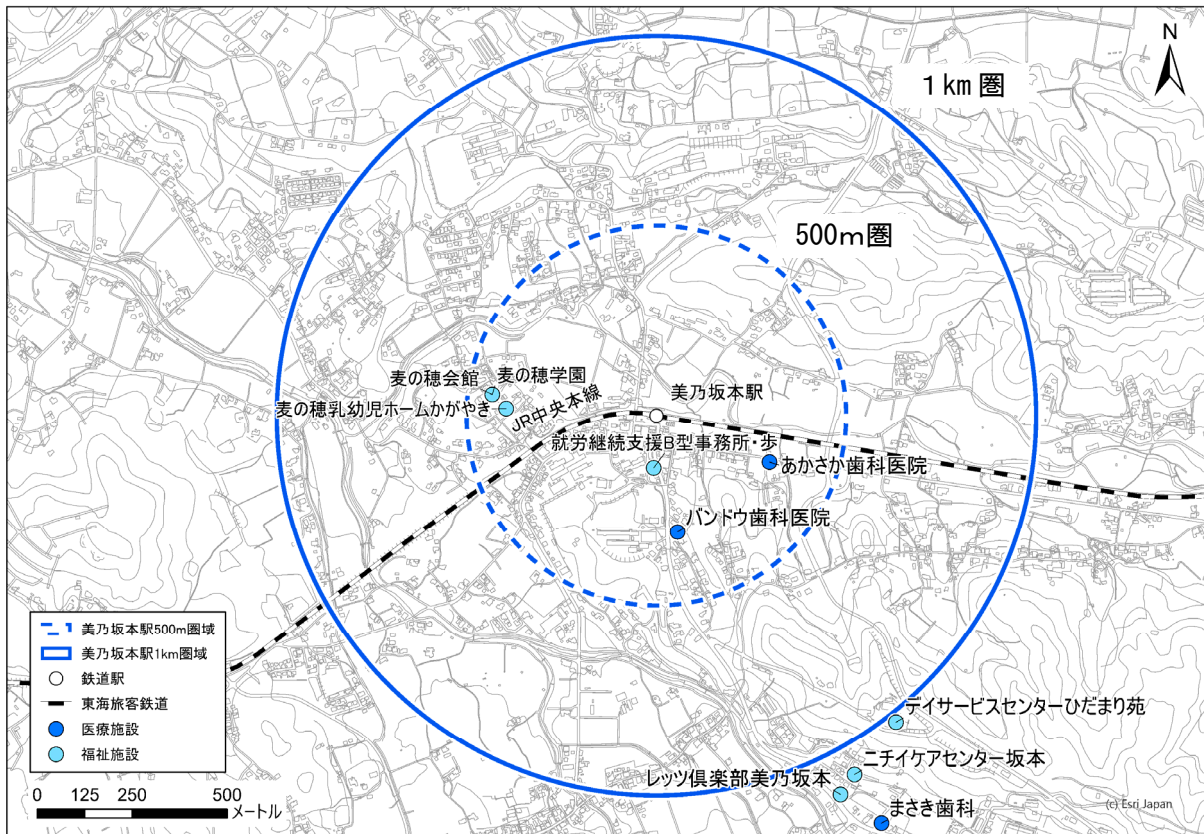 N
1km圏
500m圏
麦の穂会館
麦の穂学園
美乃坂本駅
麦の穂乳幼児ホームかがやき
JR中央本線
就労継続支援B型事務所・歩
あかさか歯科医院
バンドウ歯科医院
美乃坂本駅500m圏域
美乃坂本駅1km圏域
鉄道駅
東海旅客鉄道
医療施設
福祉施設
デイサービスセンターひだまり苑
ニチイケアセンター坂本
レッツ倶楽部美乃坂本
まさき歯科
0 125 250 500
メートル
(c) Esri Japan